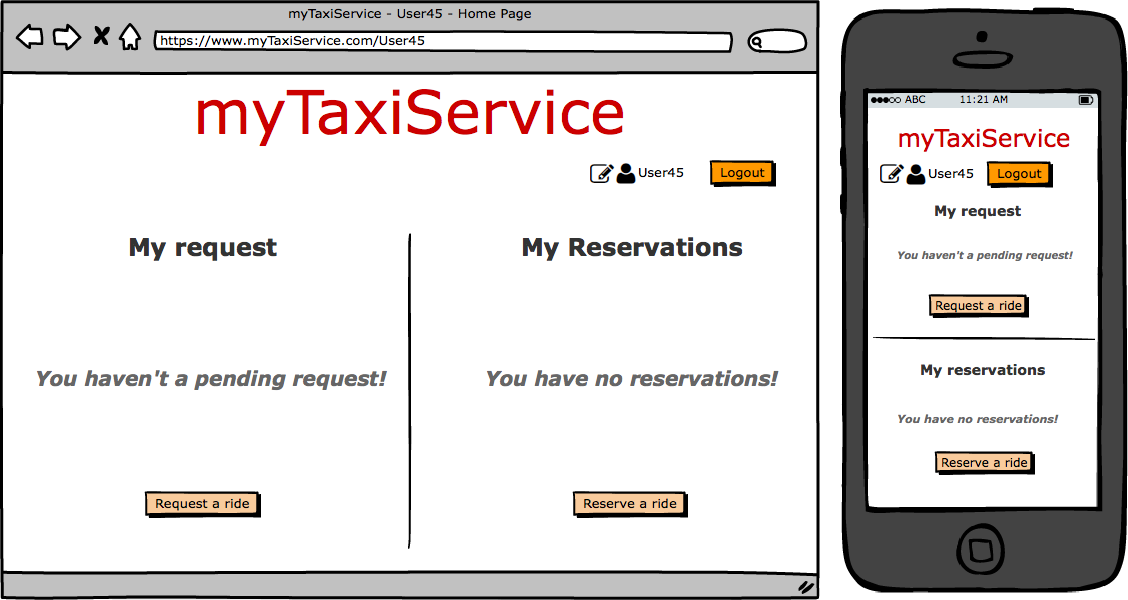 myTaxiService - User45 - Home Page
https://www.myTaxiService.com/User45
myTaxiService
User45 Logout
My request
You haven't a pending request!
Request a ride
My Reservations
You have no reservations!
Reserve a ride
ABC 11:21 AM
myTaxiService
User45 Logout
My request
You haven't a pending request!
Request a ride
My reservations
You have no reservations!
Reserve a ride